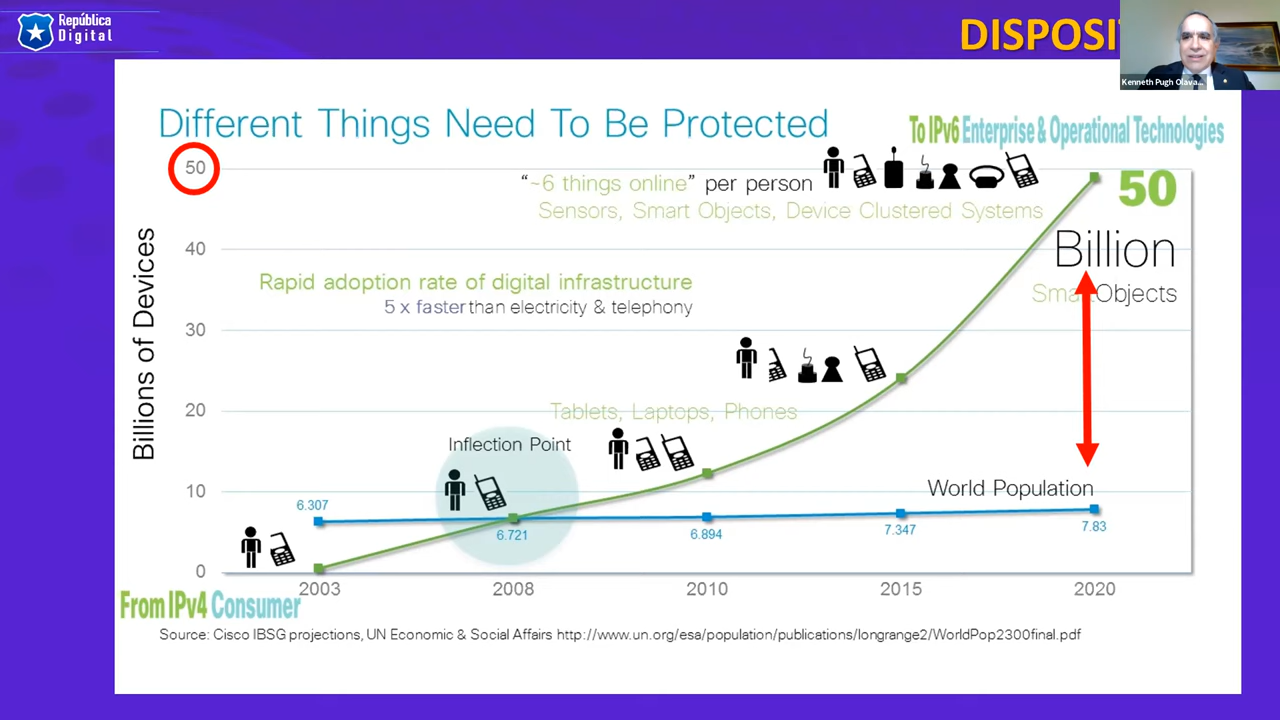 República
Digital
DISPOSI
Kenneth Pugh Olava...
Different Things Need To Be Protected
To IPv6 Enterprise & Operational Technologies
50
"~6 things online" per person
Sensors, Smart Objects, Device Clustered Systems
50
Billion
Smart Objects
40
Rapid adoption rate of digital infrastructure
5 x faster than electricity & telephony
30
Billions of Devices
20
Tablets, Laptops, Phones
Inflection Point
10
World Population
6.307
6.721
6.894
7.347
7.83
0
2003
2008
2010
2015
2020
From IPv4 Consumer
Source: Cisco IBSG projections, UN Economic & Social Affairs http://www.un.org/esa/population/publications/longrange2/WorldPop2300final.pdf